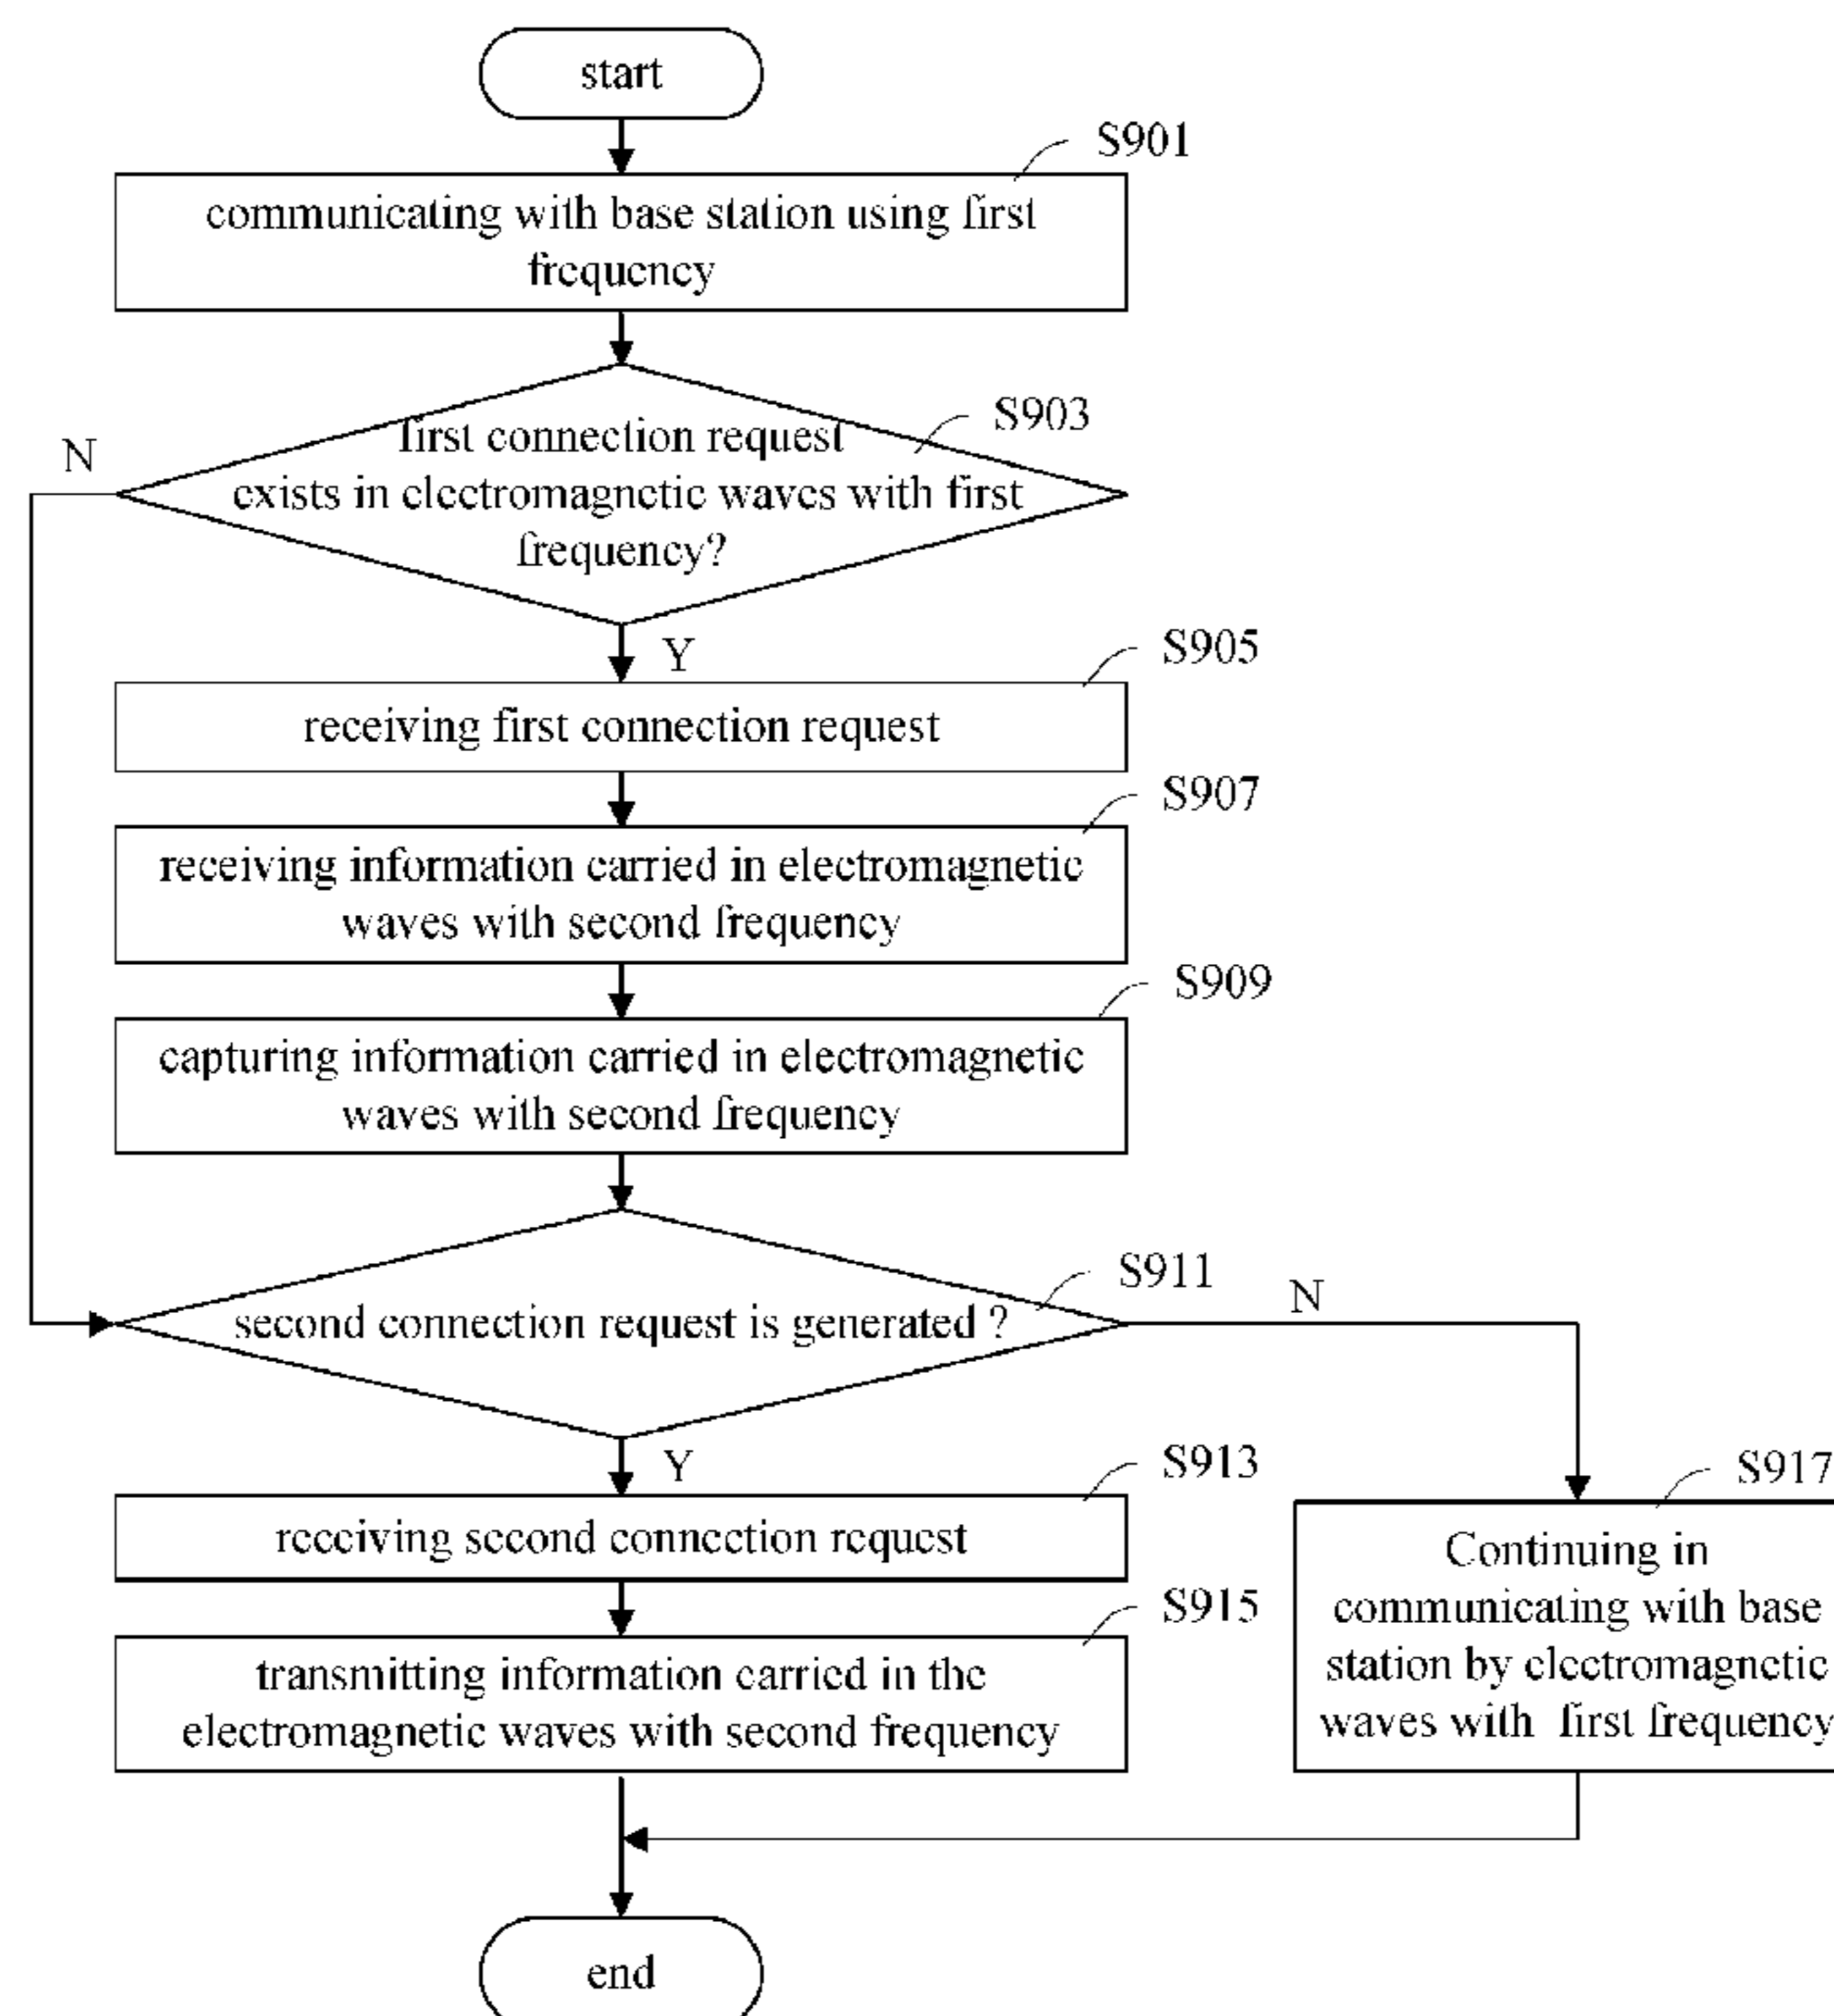 start
S901
communicating with base station using first
frequency
S903
N
first connection request
exists in electromagnetic waves with first
frequency?
Y
S905
receiving first connection request
S907
receiving information carried in electromagnetic
waves with second frequency
S909
capturing information carried in electromagnetic
waves with second frequency
S911
N
second connection request is generated ?
Y
S913
receiving second connection request
S917
Continuing in
communicating with base
station by electromagnetic
waves with first frequency
S915
transmitting information carried in the
electromagnetic waves with second frequency
end